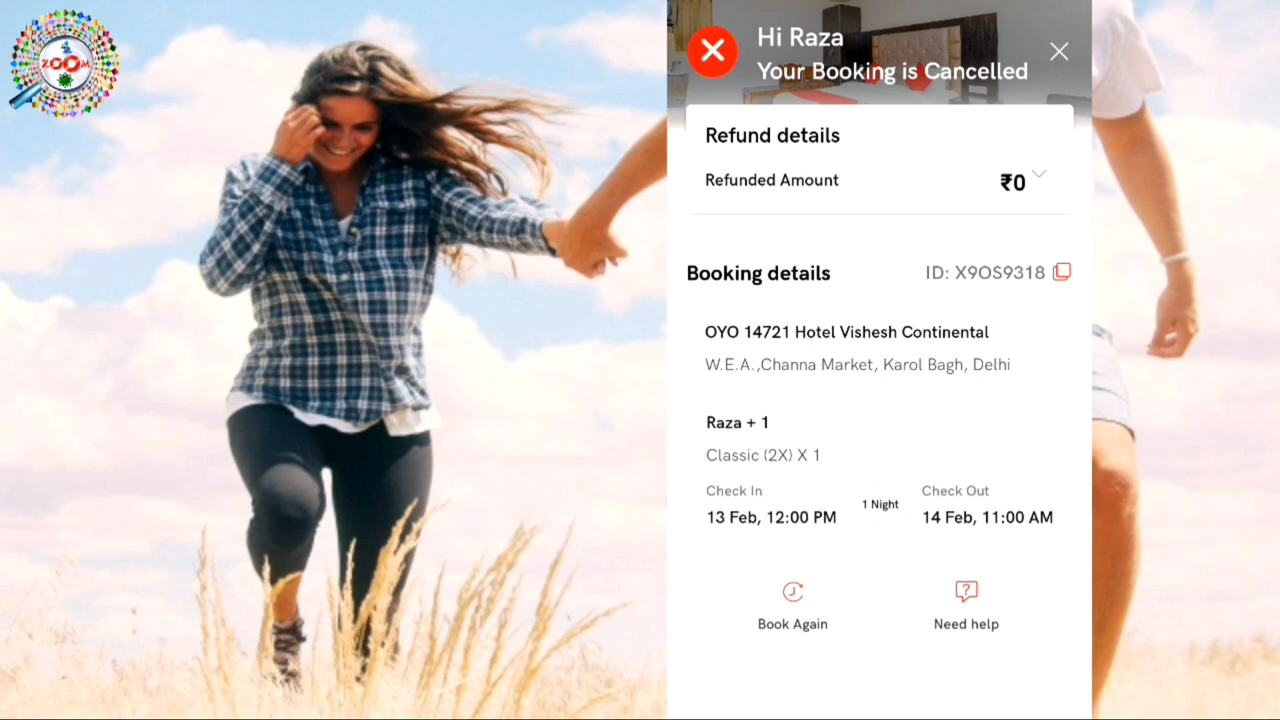 ZOOM
Hi Raza
Your Booking is Cancelled
Refund details
Refunded Amount
₹0
Booking details
ID: X9OS9318
OYO 14721 Hotel Vishesh Continental
W.E.A.,Channa Market, Karol Bagh, Delhi
Raza + 1
Classic (2X) X 1
Check In
Check Out
13 Feb, 12:00 PM
1 Night
14 Feb, 11:00 AM
Book Again
Need help